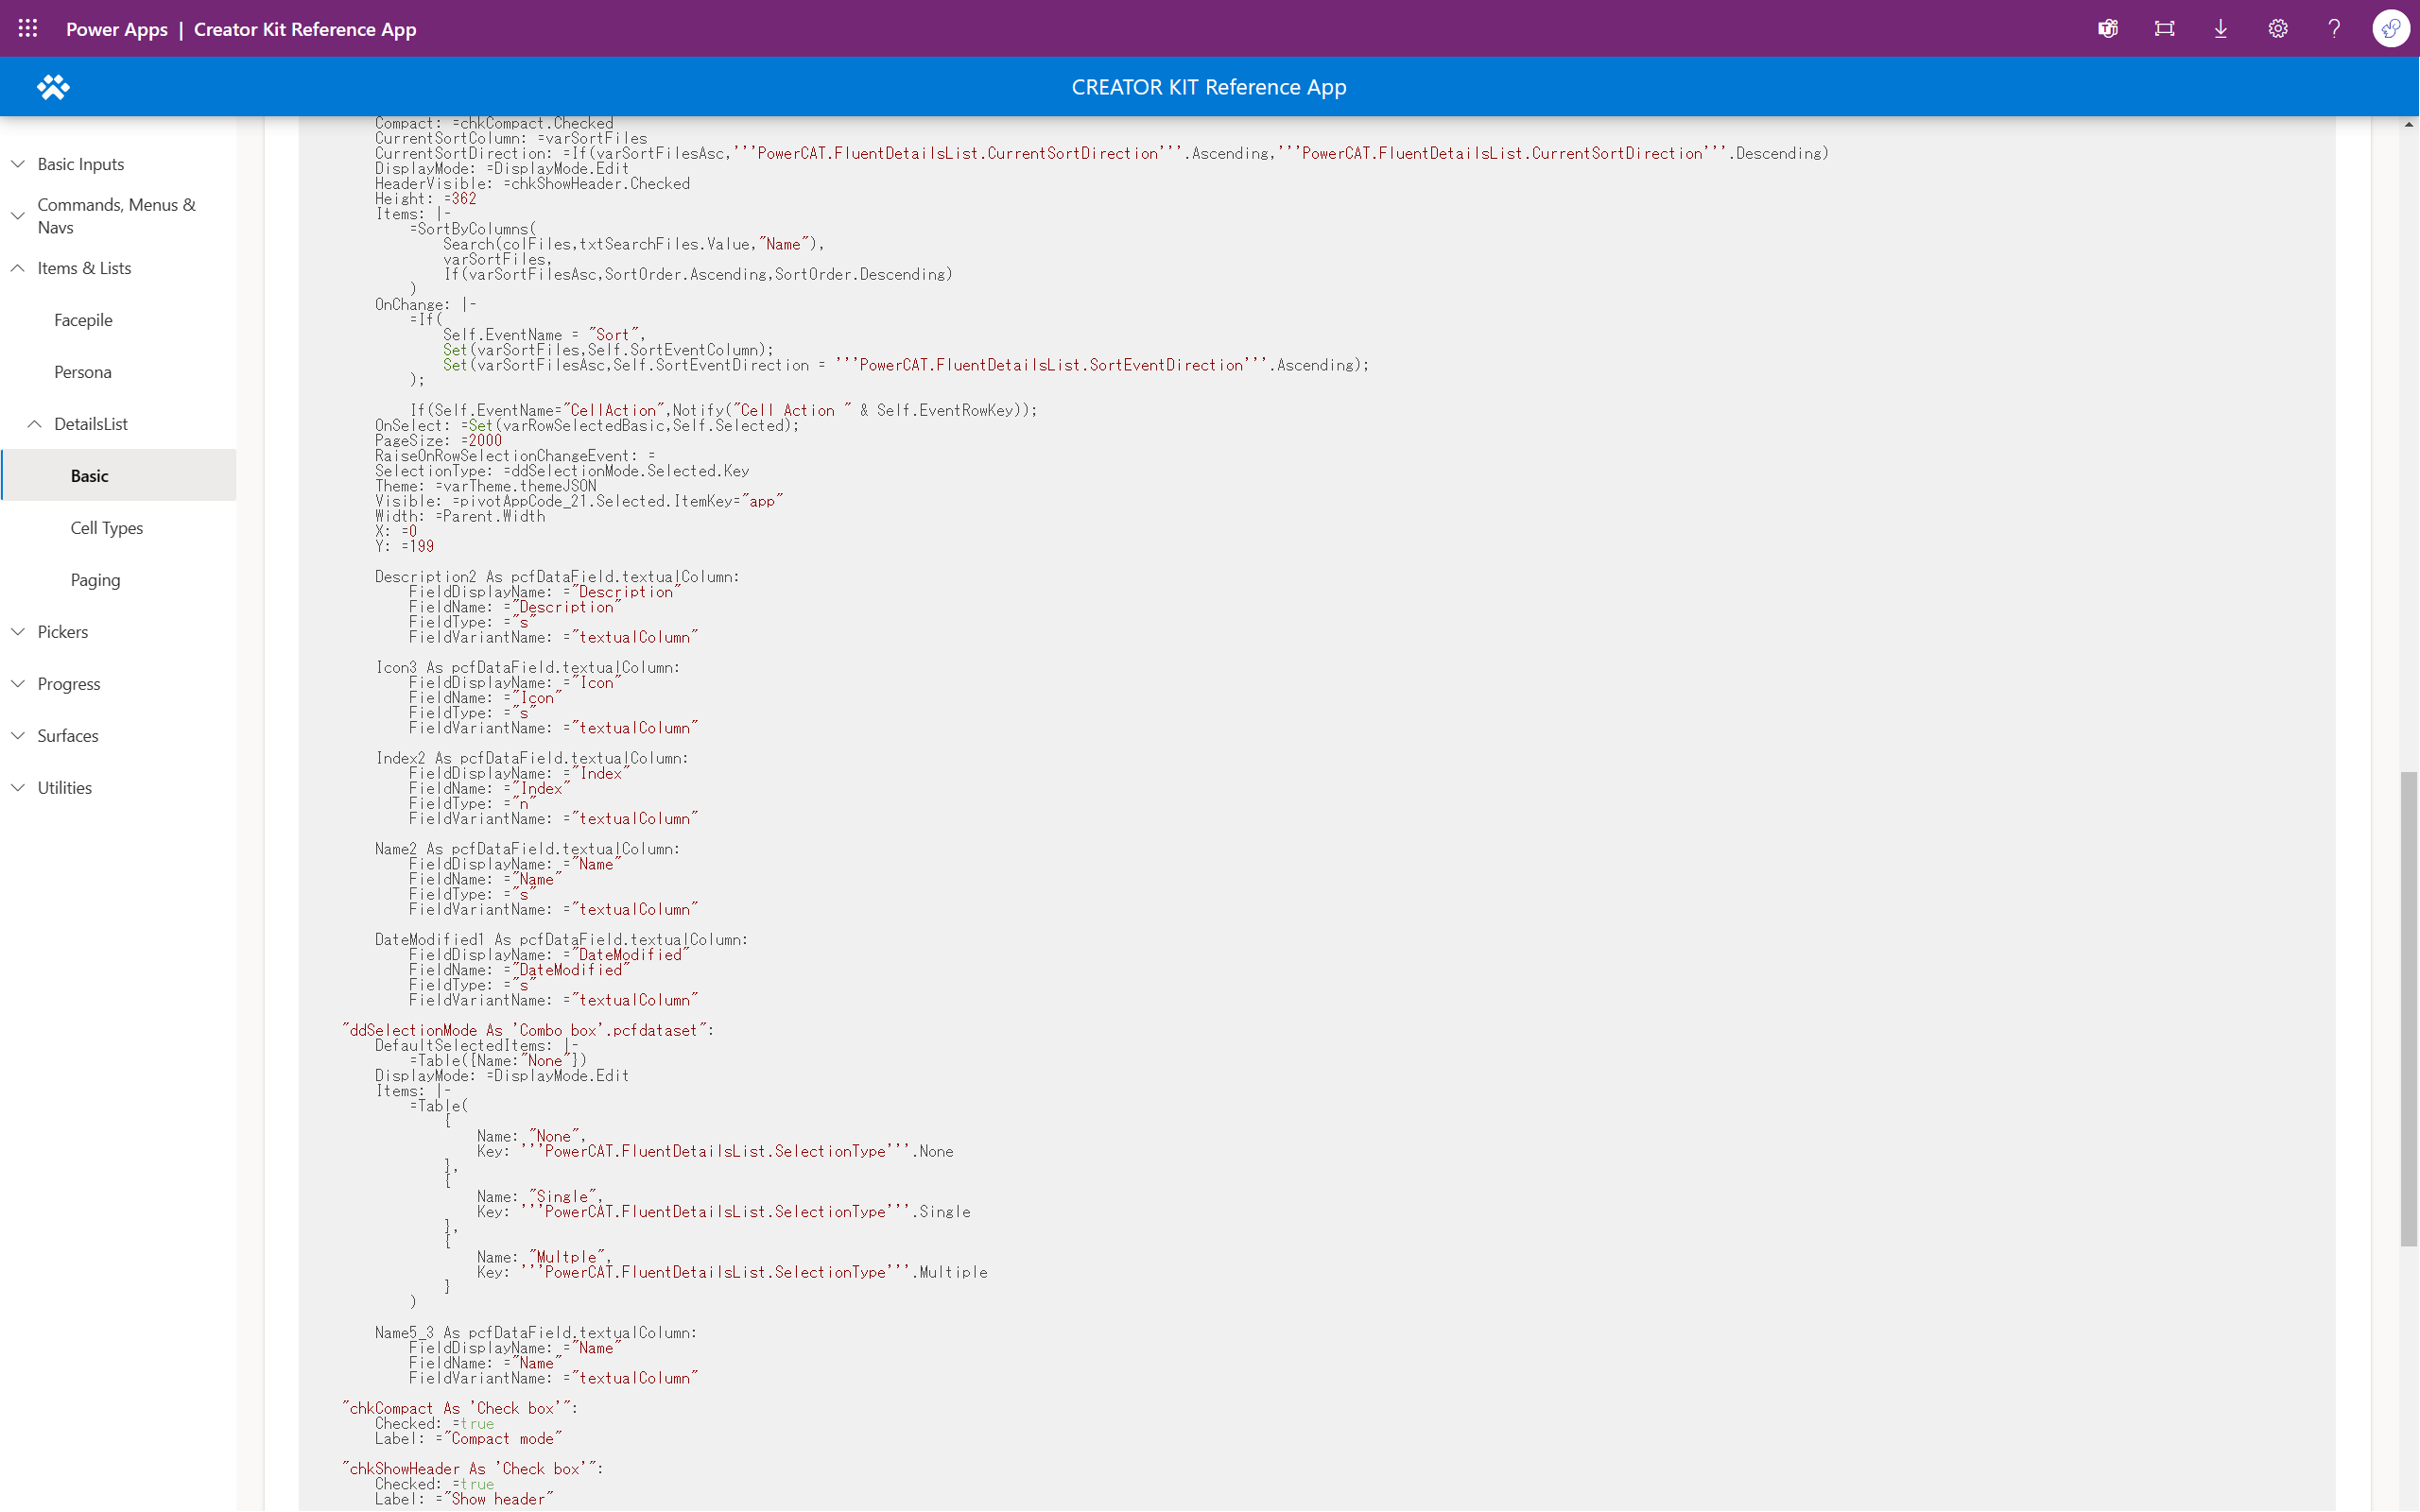 Power Apps | Creator Kit Reference App
CREATOR KIT Reference App
Basic Inputs
Commands, Menus &
Navs
Items & Lists
Facepile
Persona
DetailsList
Basic
Cell Types
Paging
Pickers
Progress
Surfaces
Utilities
Compact: =chkCompact.Checked
CurrentSortColumn: =varSortFiles
CurrentSortDirection: =If(varSortFilesAsc,'''PowerCAT.FluentDetailsList.CurrentSortDirection'''.Ascending,'''PowerCAT.FluentDetailsList.CurrentSortDirection'''.Descending)
DisplayMode: =DisplayMode.Edit
HeaderVisible: =chkShowHeader.Checked
Height: =362
Items: |-
=SortByColumns(
Search(colFiles,txtSearchFiles.Value,"Name"),
varSortFiles,
If(varSortFilesAsc,SortOrder.Ascending,SortOrder.Descending)
)
OnChange: |-
=If(
Self.EventName = "Sort",
Set(varSortFiles,Self.SortEventColumn);
Set(varSortFilesAsc,Self.SortEventDirection = '''PowerCAT.FluentDetailsList.SortEventDirection'''.Ascending);
);
If(Self.EventName="CellAction",Notify("Cell Action " & Self.EventRowKey));
OnSelect: =Set(varRowSelectedBasic,Self.Selected);
PageSize: =2000
RaiseOnRowSelectionChangeEvent: =
SelectionType: =ddSelectionMode.Selected.Key
Theme: =varTheme.themeJSON
Visible: =pivotAppCode_21.Selected.ItemKey="app"
Width: =Parent.Width
X: =0
Y: =199
Description2 As pcfDataField.textualColumn:
FieldDisplayName: ="Description"
FieldName: ="Description"
FieldType: ="s"
FieldVariantName: ="textualColumn"
Icon3 As pcfDataField.textualColumn:
FieldDisplayName: ="Icon"
FieldName: ="Icon"
FieldType: ="s"
FieldVariantName: ="textualColumn"
Index2 As pcfDataField.textualColumn:
FieldDisplayName: ="Index"
FieldName: ="Index"
FieldType: ="n"
FieldVariantName: ="textualColumn"
Name2 As pcfDataField.textualColumn:
FieldDisplayName: ="Name"
FieldName: ="Name"
FieldType: ="s"
FieldVariantName: ="textualColumn"
DateModified1 As pcfDataField.textualColumn:
FieldDisplayName: ="DateModified"
FieldName: ="DateModified"
FieldType: ="s"
FieldVariantName: ="textualColumn"
"ddSelectionMode As 'Combo box'.pcfdataset":
DefaultSelectedItems: |-
=Table({Name:"None"})
DisplayMode: =DisplayMode.Edit
Items: |-
=Table(
{
Name: "None",
Key: '''PowerCAT.FluentDetailsList.SelectionType'''.None
},
{
Name: "Single",
Key: '''PowerCAT.FluentDetailsList.SelectionType'''.Single
},
{
Name: "Multple",
Key: '''PowerCAT.FluentDetailsList.SelectionType'''.Multiple
}
)
Name5_3 As pcfDataField.textualColumn:
FieldDisplayName: ="Name"
FieldName: ="Name"
FieldVariantName: ="textualColumn"
"chkCompact As 'Check box'":
Checked: =true
Label: ="Compact mode"
"chkShowHeader As 'Check box'":
Checked: =true
Label: ="Show header"